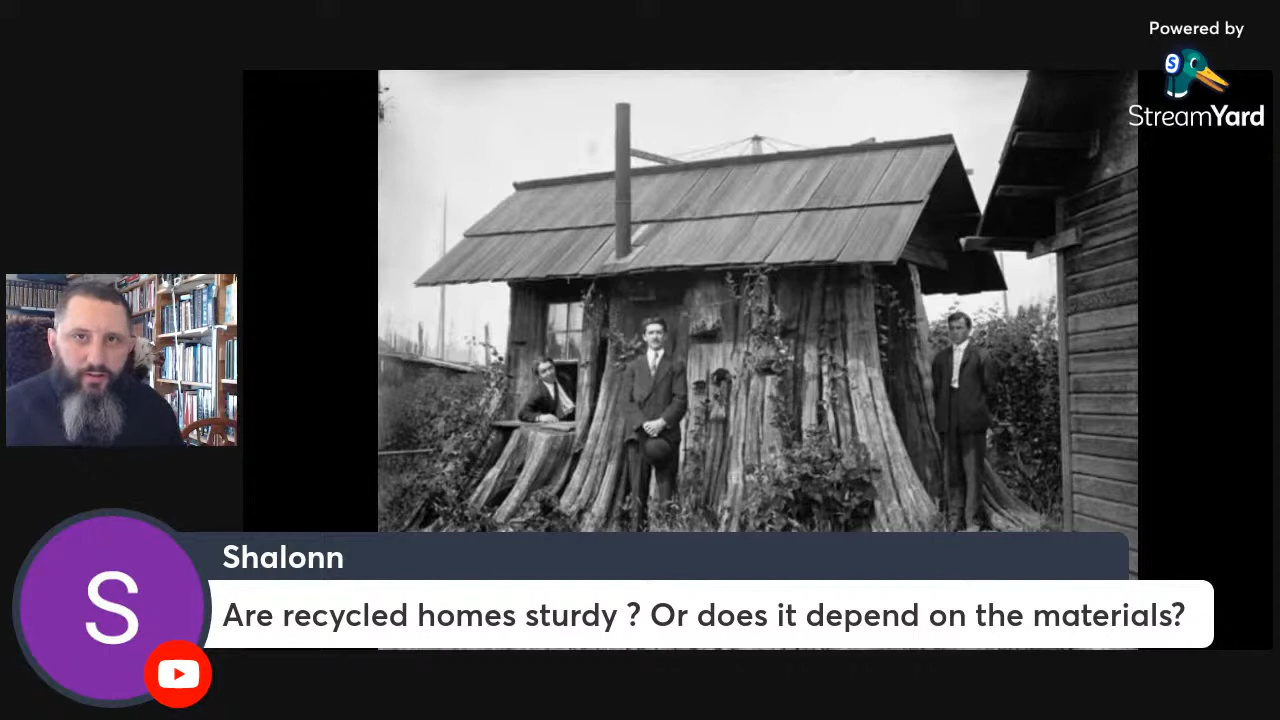 Powered by
S
StreamYard
Shalonn
S
Are recycled homes sturdy ? Or does it depend on the materials?